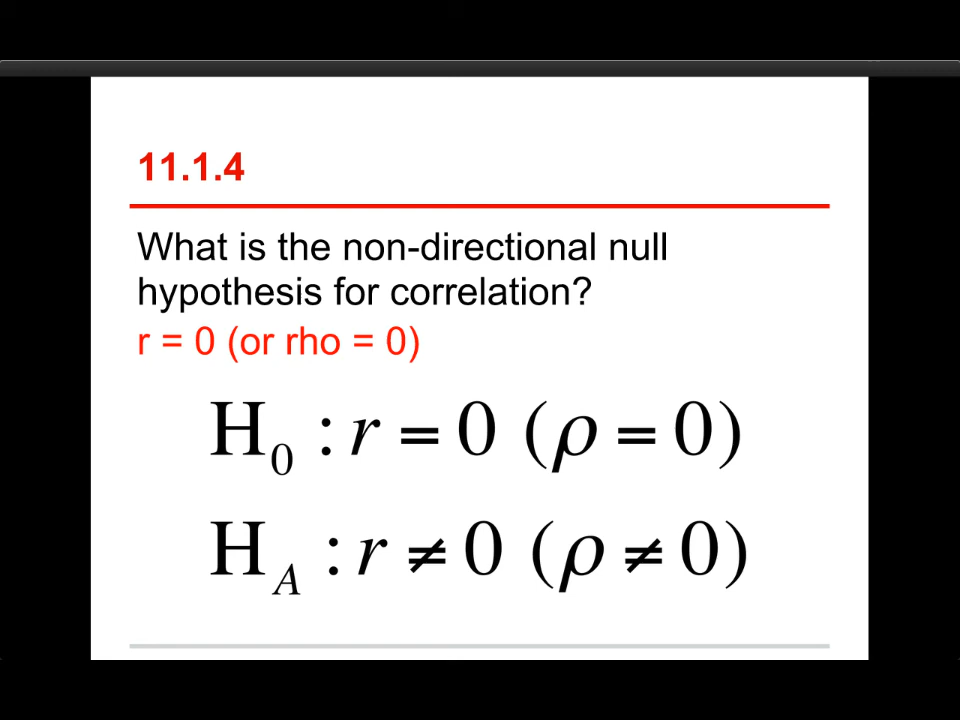 11.1.4
What is the non-directional null
hypothesis for correlation?
r = 0 (or rho = 0)
H₀ : r = 0 (ρ = 0)
H_A : r ≠ 0 (ρ ≠ 0)